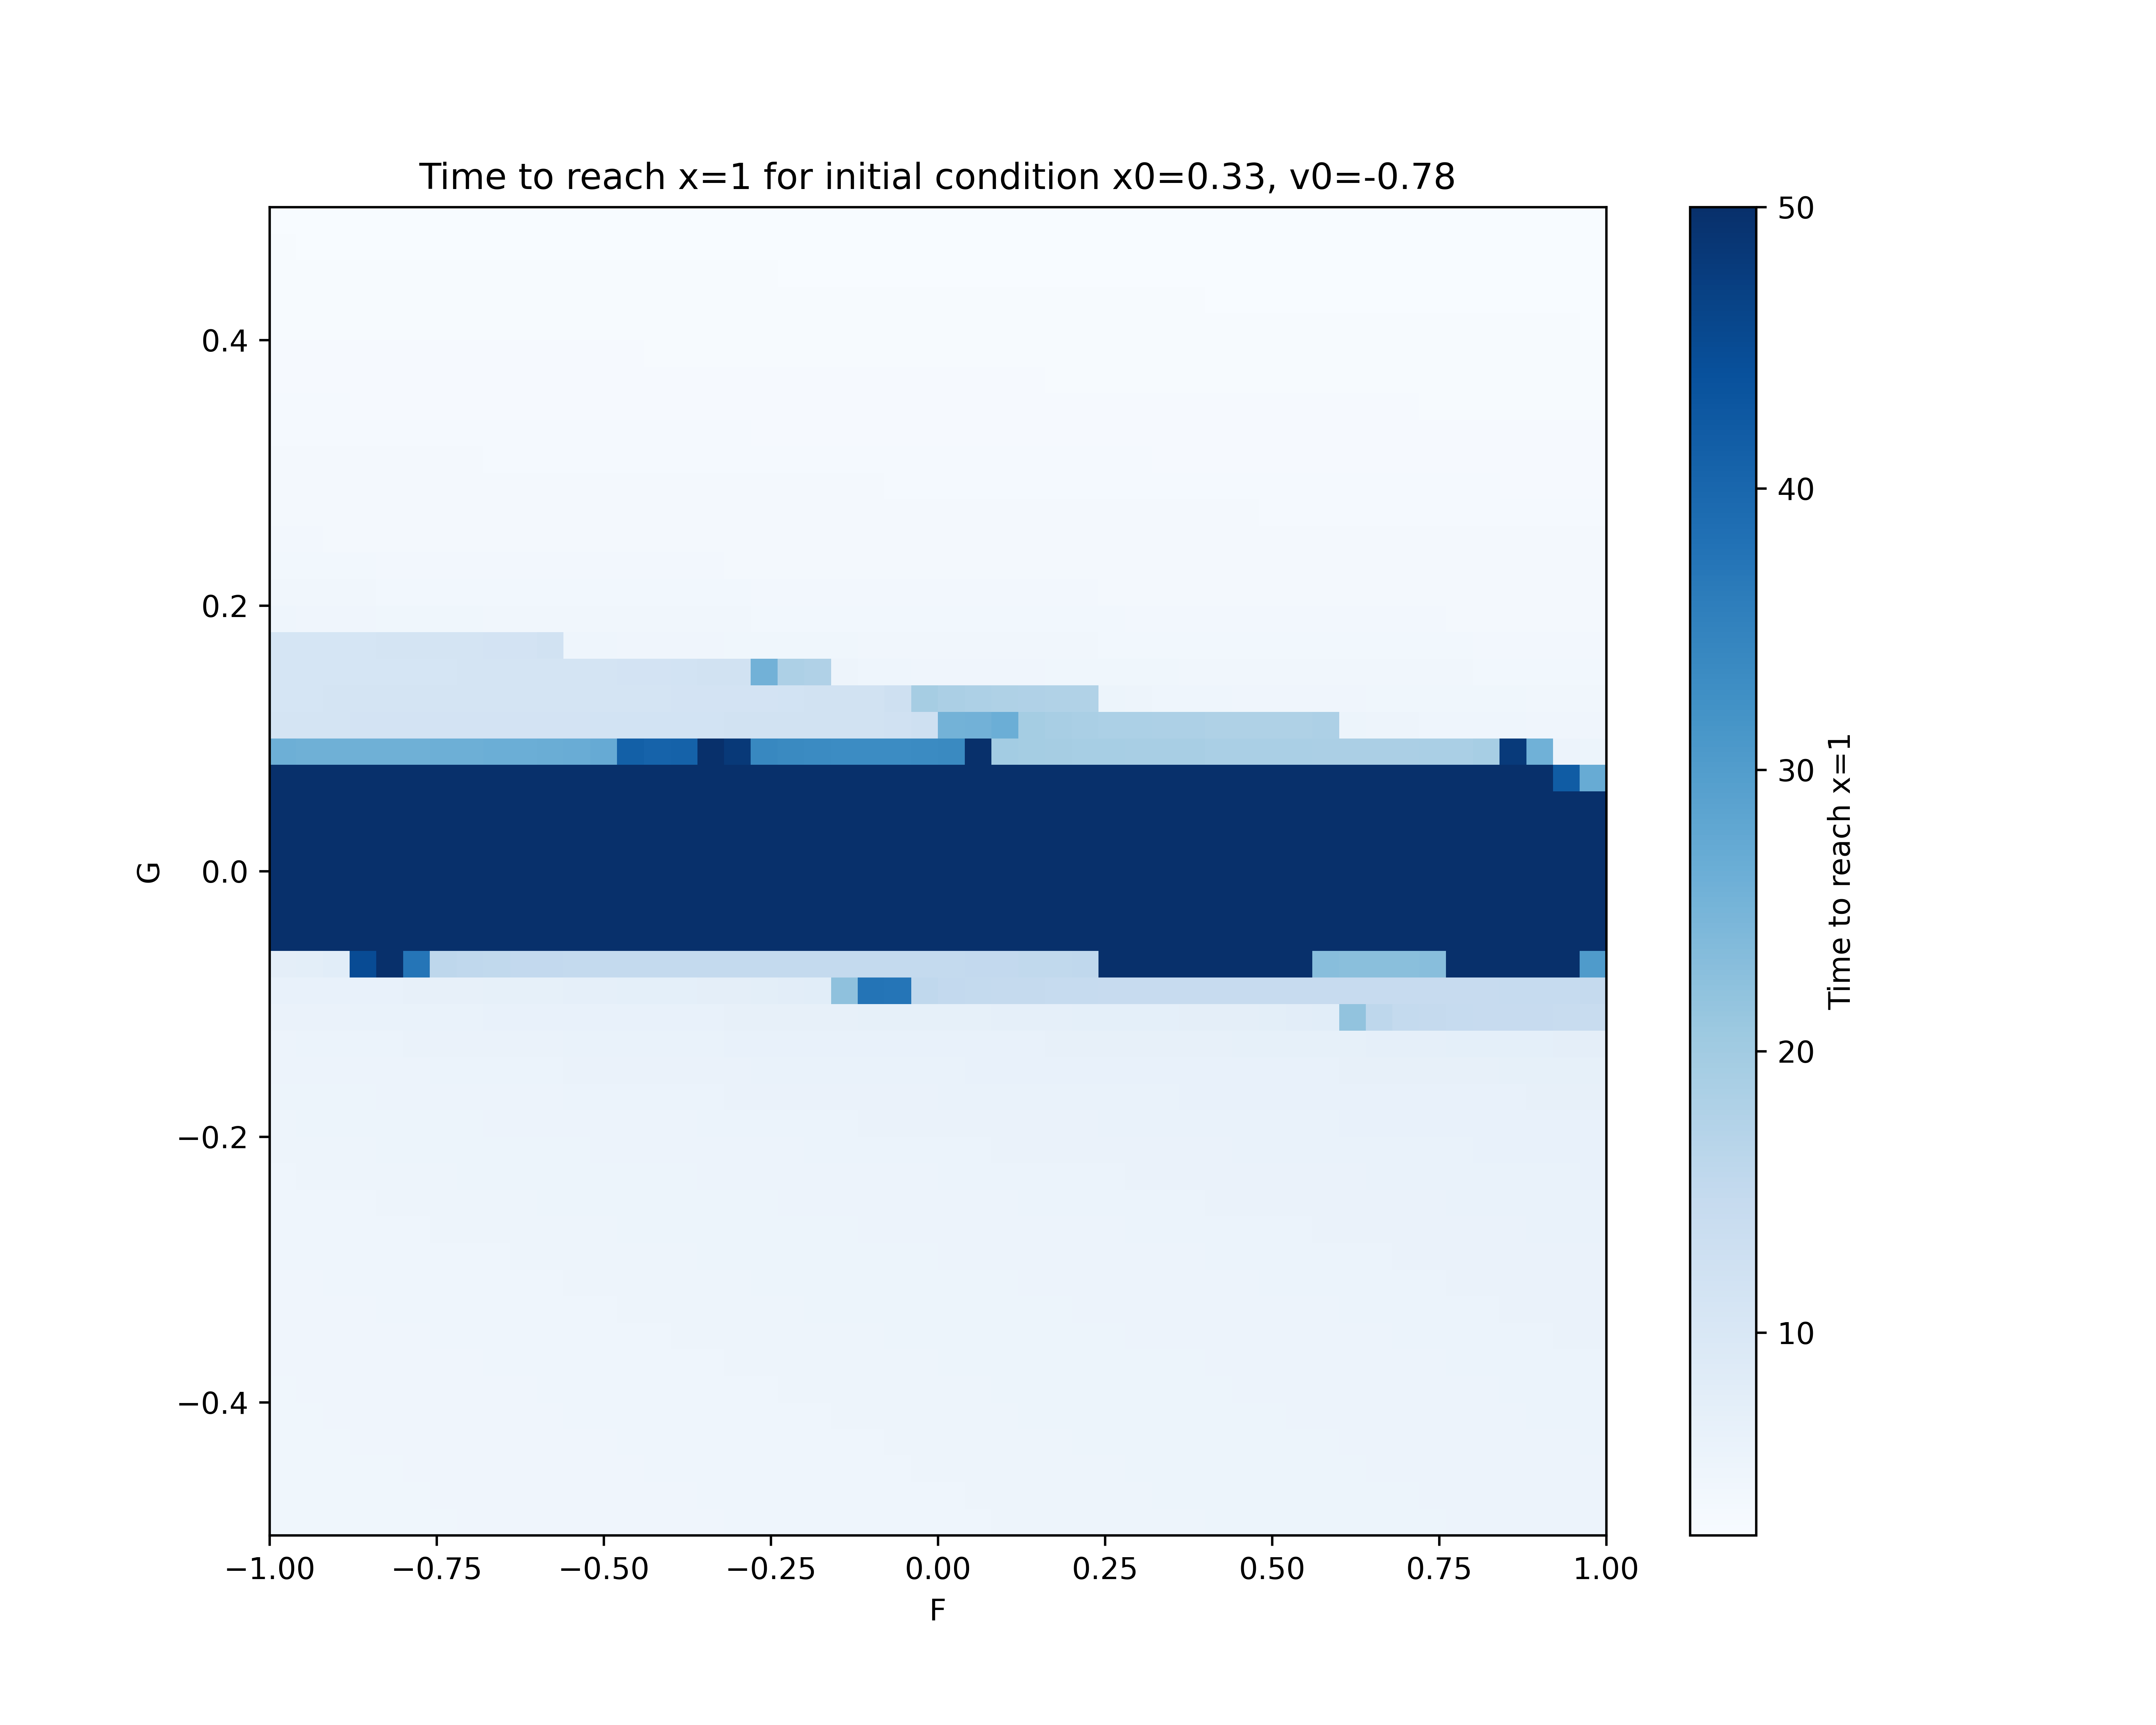 Time to reach x=1 for initial condition x0=0.33, v0=-0.78
50
40
30
20
10
Time to reach x=1
0.4
0.2
0.0
−0.2
−0.4
G
−1.00 −0.75 −0.50 −0.25 0.00 0.25 0.50 0.75 1.00
F